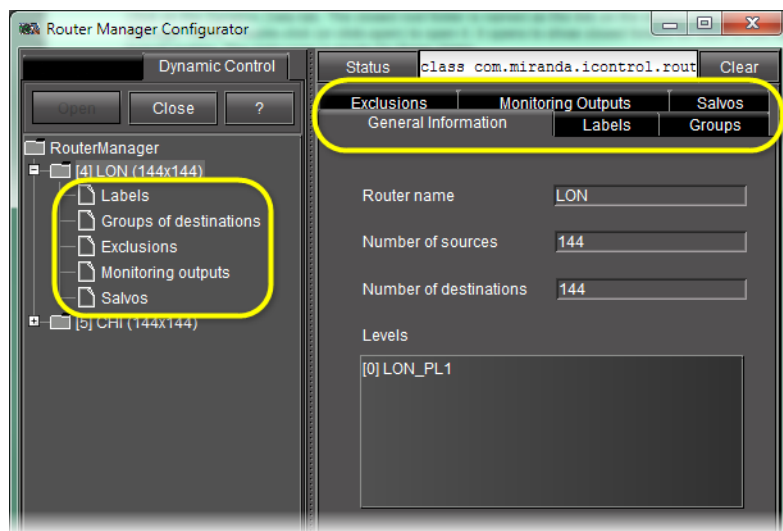 Router Manager Configurator
Dynamic Control
Open Close ?
RouterManager
[4] LON (144x144)
Labels
Groups of destinations
Exclusions
Monitoring outputs
Salvos
[5] CHI (144x144)
Status class com.miranda.icontrol.rout Clear
Exclusions Monitoring Outputs Salvos
General Information Labels Groups
Router name LON
Number of sources 144
Number of destinations 144
Levels
[0] LON_PL1